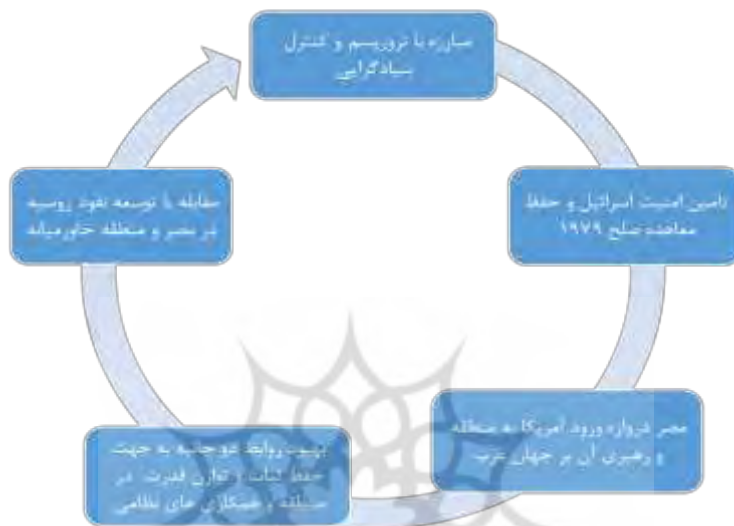 مبارزه با تروریسم و کنترل
بنیادگرایی
تامین امنیت اسرائیل و حفظ
معاهده صلح ۱۹۷۹
مصر دروازه ورود آمریکا به منطقه
و رهبری آن بر جهان عرب
بهبود روابط دو جانبه به جهت
حفظ ثبات و توازن قدرت در
منطقه و همکاری های نظامی
مقابله با توسعه نفوذ روسیه
در مصر و منطقه خاورمیانه